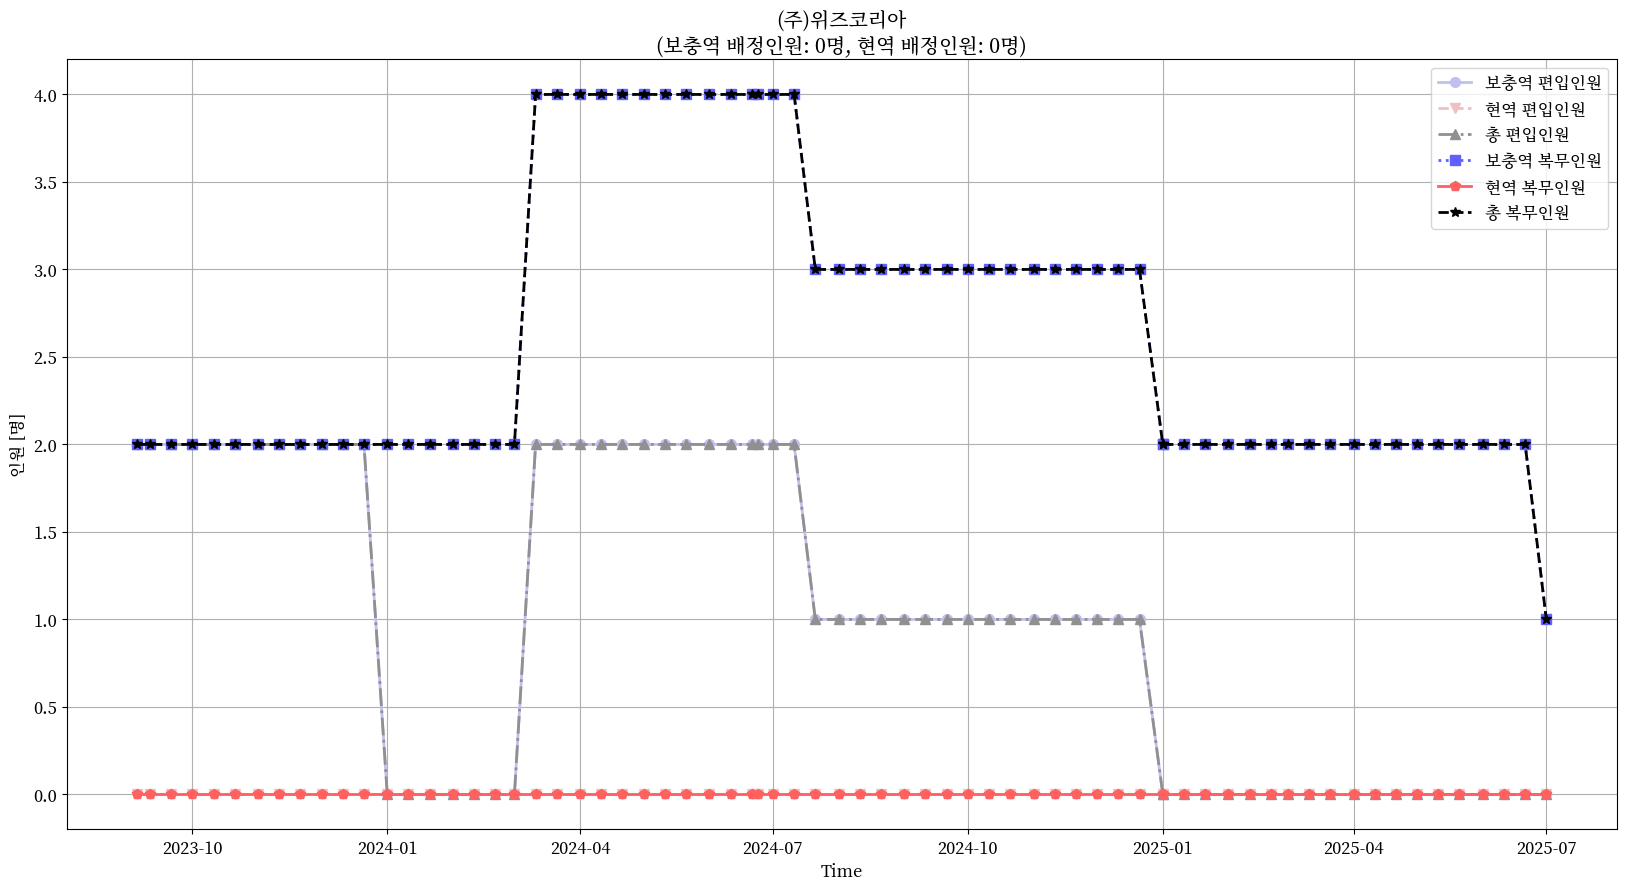 (주)위즈코리아
(보충역 배정인원: 0명, 현역 배정인원: 0명)
보충역 편입인원
현역 편입인원
총 편입인원
보충역 복무인원
현역 복무인원
총 복무인원
인원 [명]
4.0
3.5
3.0
2.5
2.0
1.5
1.0
0.5
0.0
2023-10
2024-01
2024-04
2024-07
2024-10
2025-01
2025-04
2025-07
Time